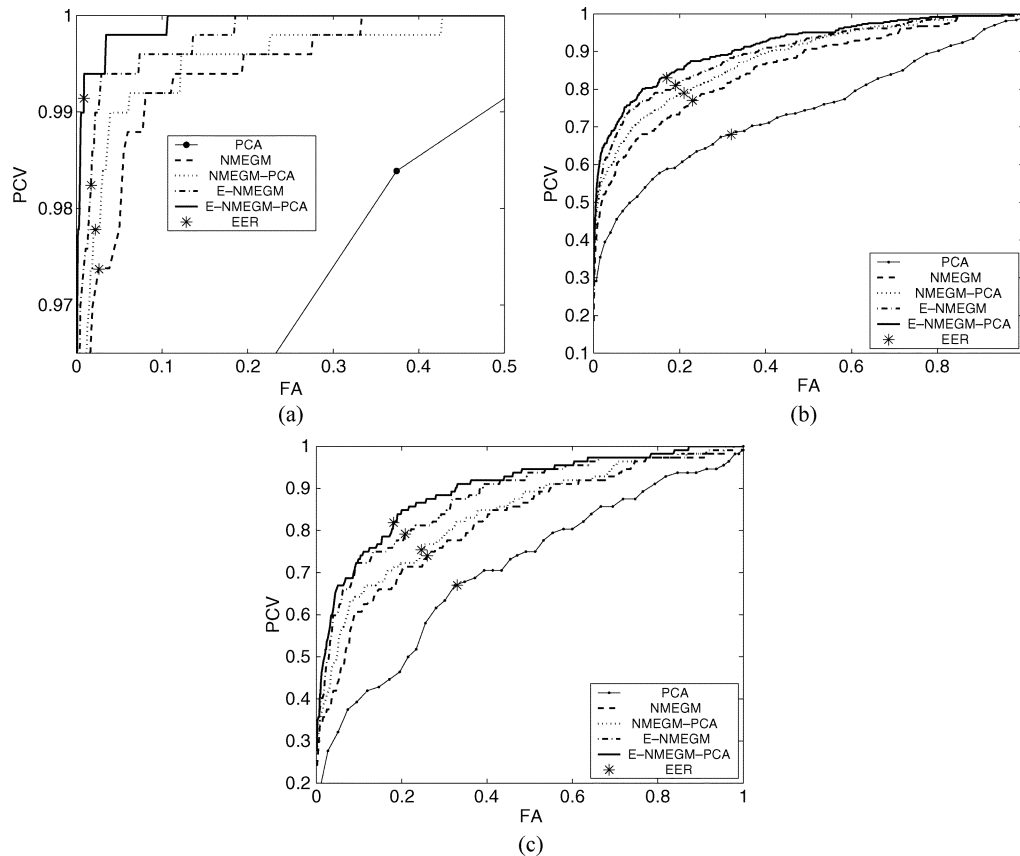 1
0.99
0.98
0.97
PCV
0 0.1 0.2 0.3 0.4 0.5
FA
PCA
NMEGM
NMEGM–PCA
E–NMEGM
E–NMEGM–PCA
EER
(a)
1
0.9
0.8
0.7
0.6
0.5
0.4
0.3
0.2
0.1
PCV
0 0.2 0.4 0.6 0.8
FA
PCA
NMEGM
NMEGM–PCA
E–NMEGM
E–NMEGM–PCA
EER
(b)
1
0.9
0.8
0.7
0.6
0.5
0.4
0.3
0.2
PCV
0 0.2 0.4 0.6 0.8 1
FA
PCA
NMEGM
NMEGM–PCA
E–NMEGM
E–NMEGM–PCA
EER
(c)